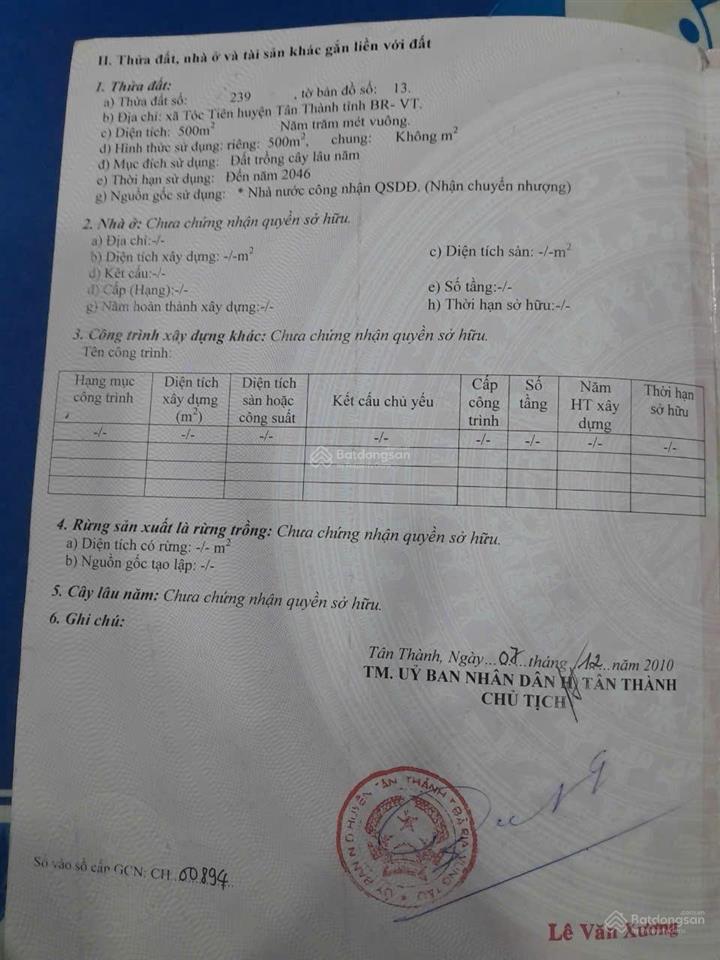 II. Thửa đất, nhà ở và tài sản khác gắn liền với đất
1. Thửa đất:
a) Thửa đất số: 239 , tờ bản đồ số: 13.
b) Địa chỉ: xã Tóc Tiên huyện Tân Thành tỉnh BR- VT.
c) Diện tích: 500m² Năm trăm mét vuông.
d) Hình thức sử dụng: riêng: 500m², chung: Không m²
đ) Mục đích sử dụng: Đất trồng cây lâu năm
e) Thời hạn sử dụng: Đến năm 2046
g) Nguồn gốc sử dụng: * Nhà nước công nhận QSDĐ. (Nhận chuyển nhượng)
2. Nhà ở: Chưa chứng nhận quyền sở hữu.
a) Địa chỉ:-/-
b) Diện tích xây dựng: -/-m² c) Diện tích sàn: -/-m²
d) Kết cấu:-/-
đ) Cấp (Hạng):-/- e) Số tầng:-/-
g) Năm hoàn thành xây dựng:-/- h) Thời hạn sở hữu:-/-
3. Công trình xây dựng khác: Chưa chứng nhận quyền sở hữu.
Tên công trình:
Hạng mục công trình Diện tích xây dựng (m²) Diện tích sàn hoặc công suất Kết cấu chủ yếu Cấp công trình Số tầng Năm HT xây dựng Thời hạn sở hữu
-/- -/- -/- -/- -/- -/- -/- -/-
Batdongsan
4. Rừng sản xuất là rừng trồng: Chưa chứng nhận quyền sở hữu.
a) Diện tích có rừng: -/- m²
b) Nguồn gốc tạo lập: -/-
5. Cây lâu năm: Chưa chứng nhận quyền sở hữu.
6. Ghi chú:
Tân Thành, Ngày...07..tháng./12..năm 2010
TM. UỶ BAN NHÂN DÂN H. TÂN THÀNH
CHỦ TỊCH
ỦY BAN N D HUYỆN TÂN THÀNH T BÀ RỊA VŨNG TÀU
Số vào sổ cấp GCN: CH..00894..
Lê Văn Xương
Batdongsan